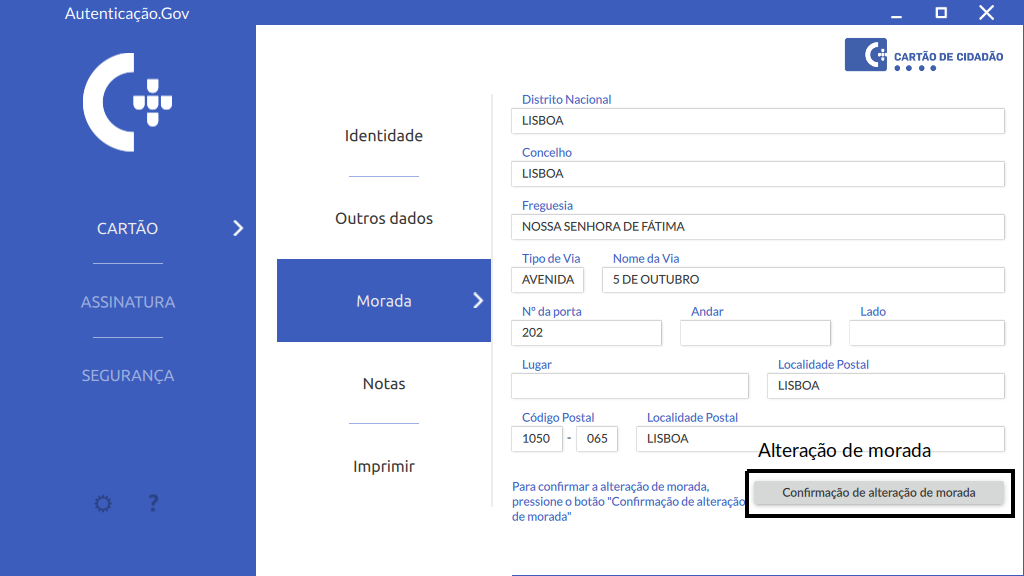 Autenticação.Gov
CARTÃO DE CIDADÃO
CARTÃO
ASSINATURA
SEGURANÇA
?
Identidade
Outros dados
Morada
Notas
Imprimir
Distrito Nacional
LISBOA
Concelho
LISBOA
Freguesia
NOSSA SENHORA DE FÁTIMA
Tipo de Via Nome da Via
AVENIDA 5 DE OUTUBRO
Nº da porta Andar Lado
202
Lugar Localidade Postal
LISBOA
Código Postal Localidade Postal
1050 - 065 LISBOA
Alteração de morada
Para confirmar a alteração de morada,
pressione o botão "Confirmação de alteração
de morada"
Confirmação de alteração de morada